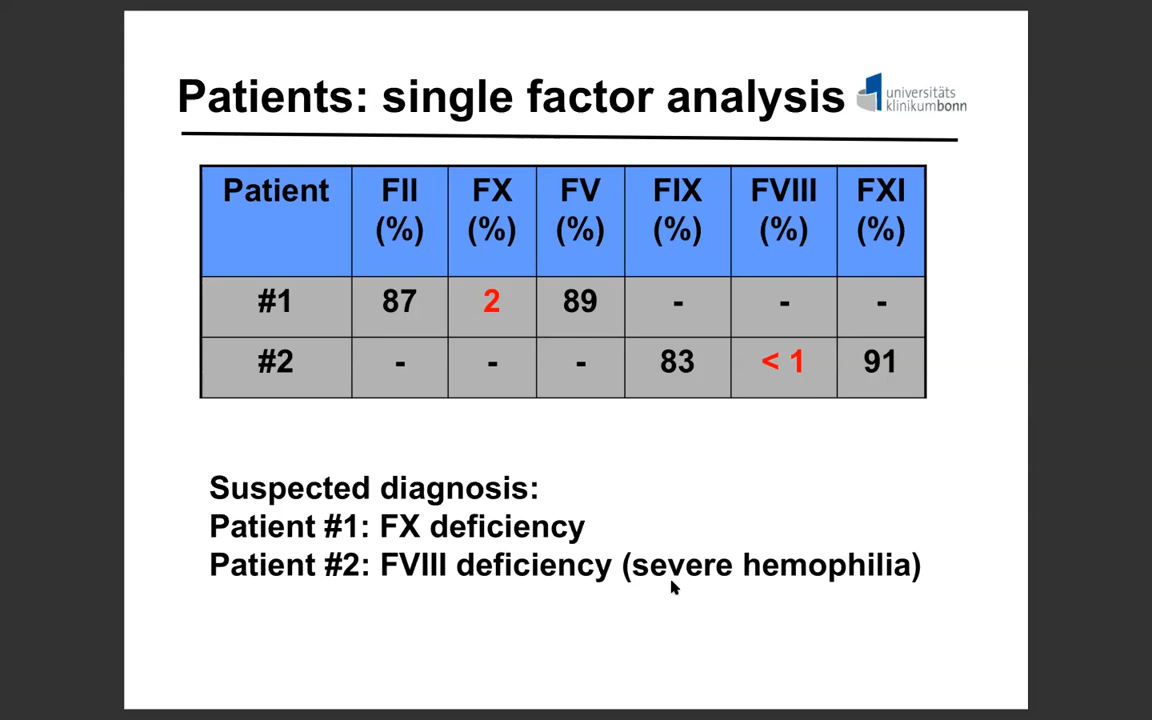 Patients: single factor analysis
universitäts
klinikumbonn
Patient FII (%) FX (%) FV (%) FIX (%) FVIII (%) FXI (%)
#1 87 2 89 - - -
#2 - - - 83 < 1 91
Suspected diagnosis:
Patient #1: FX deficiency
Patient #2: FVIII deficiency (severe hemophilia)